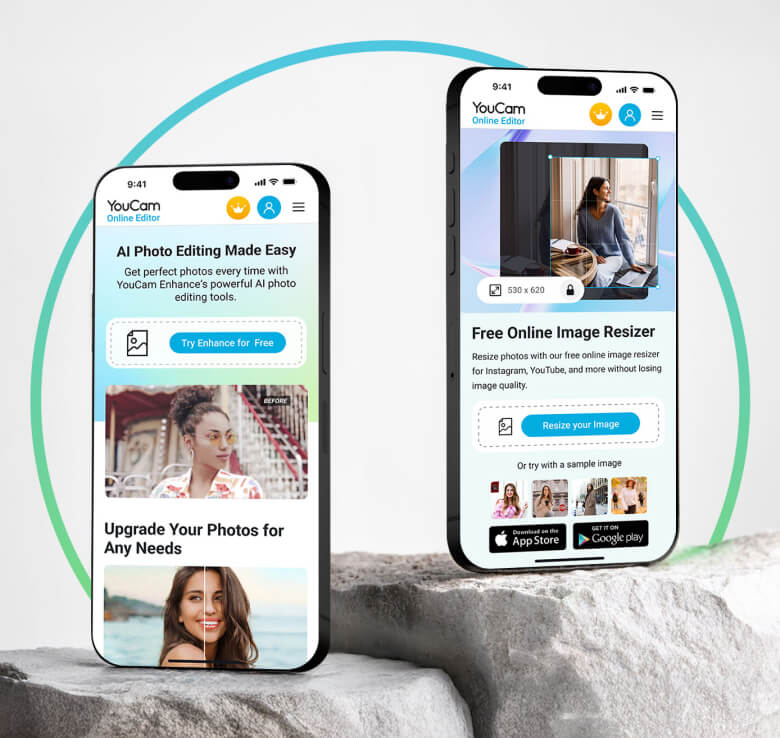 9:41
YouCam
Online Editor
AI Photo Editing Made Easy
Get perfect photos every time with
YouCam Enhance's powerful AI photo
editing tools.
Try Enhance for Free
BEFORE
Upgrade Your Photos for
Any Needs
9:41
YouCam
Online Editor
530 x 620
Free Online Image Resizer
Resize photos with our free online image resizer
for Instagram, YouTube, and more without losing
image quality.
Resize your Image
Or try with a sample image
Download on the
App Store
GET IT ON
Google play